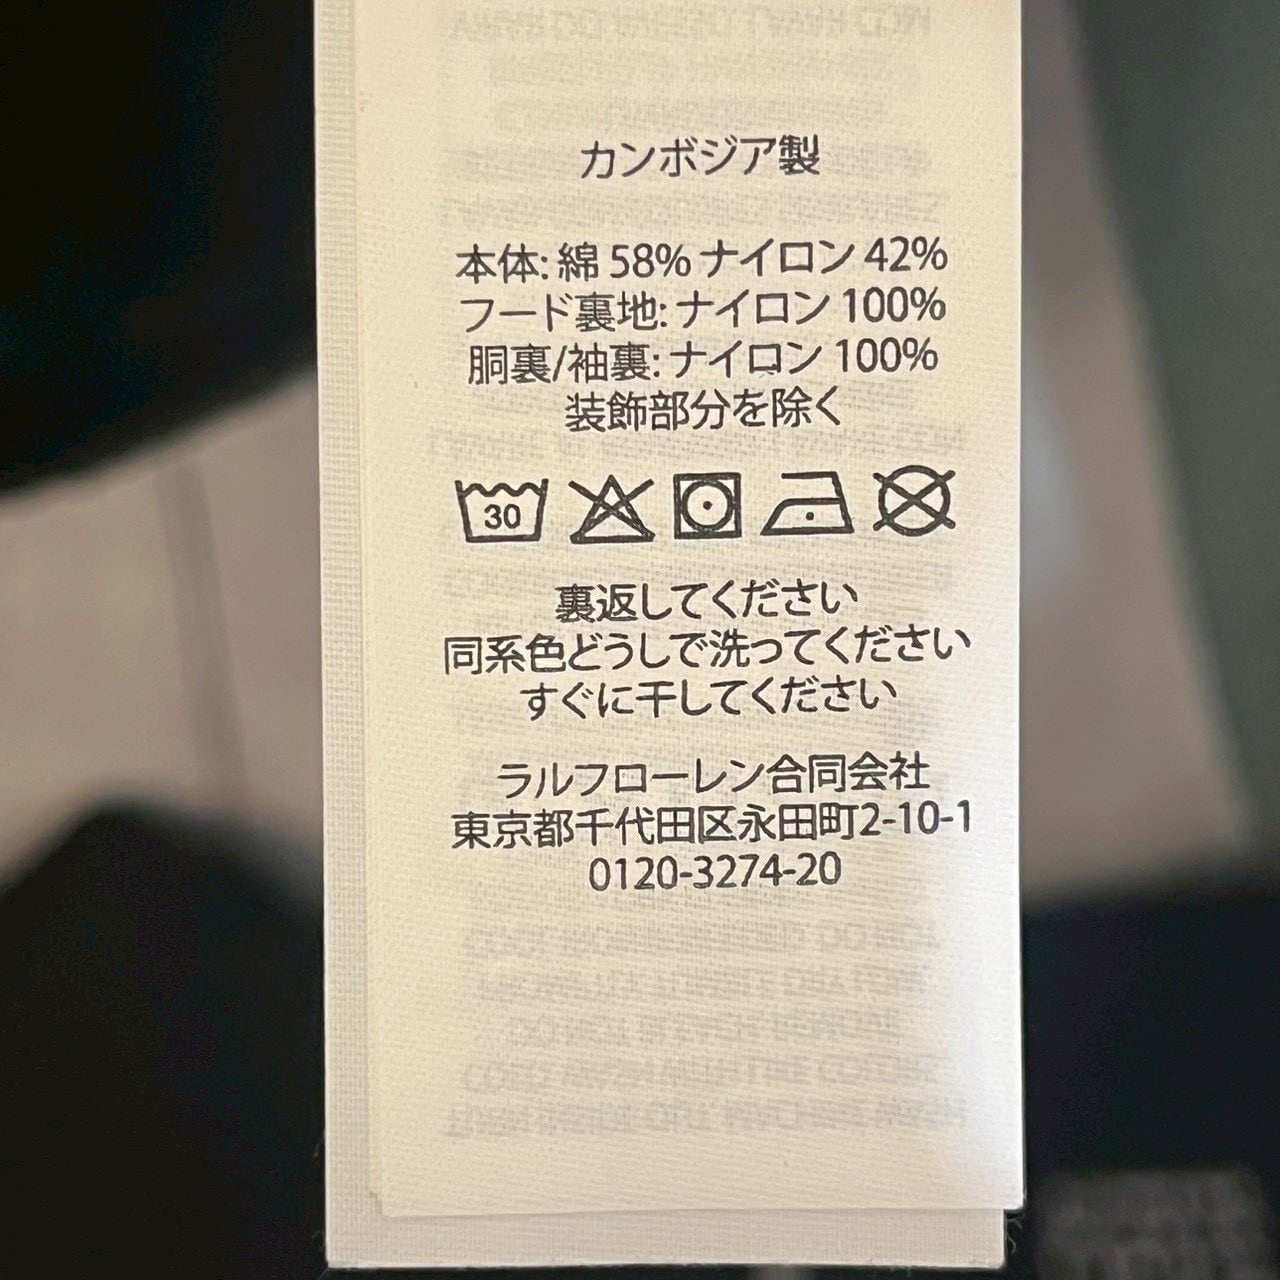 カンボジア製
本体: 綿 58% ナイロン 42%
フード裏地: ナイロン 100%
胴裏/袖裏: ナイロン 100%
装飾部分を除く
30
裏返してください
同系色どうしで洗ってください
すぐに干してください
ラルフローレン合同会社
東京都千代田区永田町2-10-1
0120-3274-20